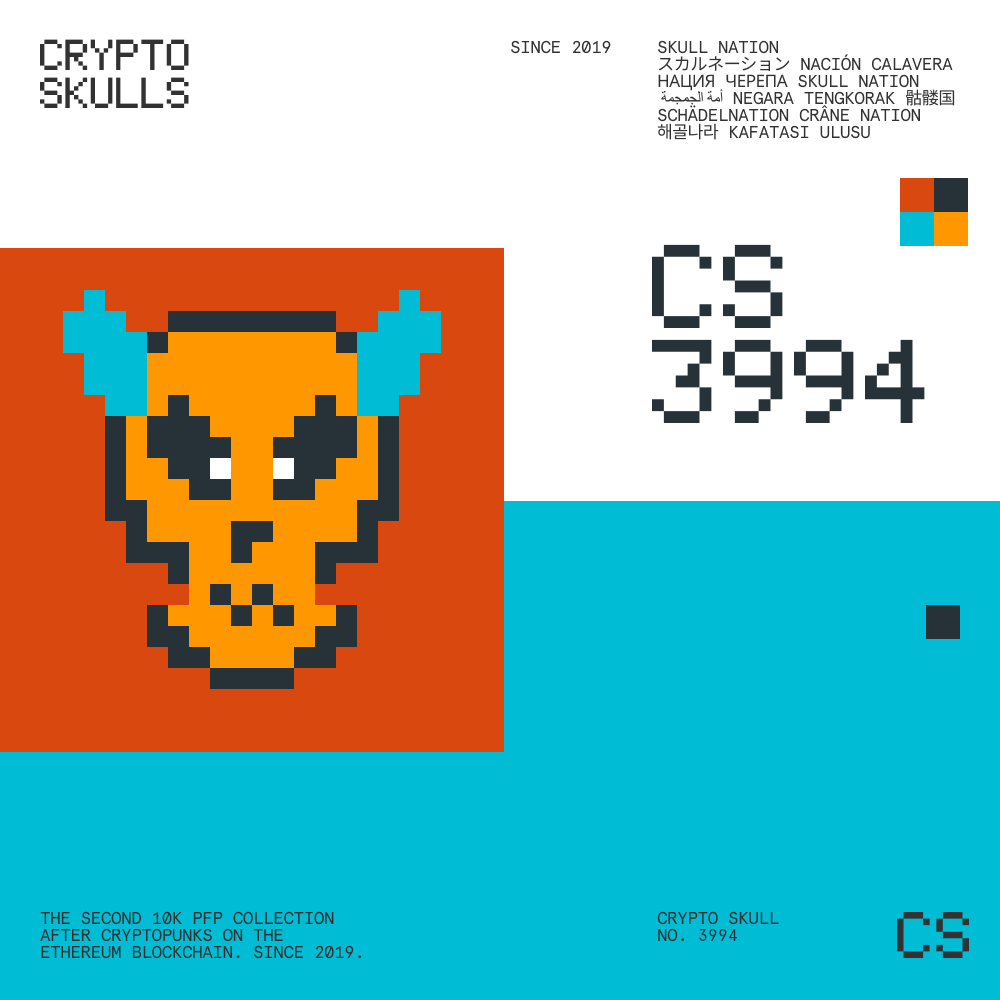 CRYPTO
SKULLS
SINCE 2019
SKULL NATION
スカルネーション NACIÓN CALAVERA
НАЦИЯ ЧЕРЕПА SKULL NATION
أمة الجمجمة NEGARA TENGKORAK 骷髅国
SCHÄDELNATION CRÂNE NATION
해골나라 KAFATASI ULUSU
CS
3994
THE SECOND 10K PFP COLLECTION
AFTER CRYPTOPUNKS ON THE
ETHEREUM BLOCKCHAIN. SINCE 2019.
CRYPTO SKULL
NO. 3994
CS